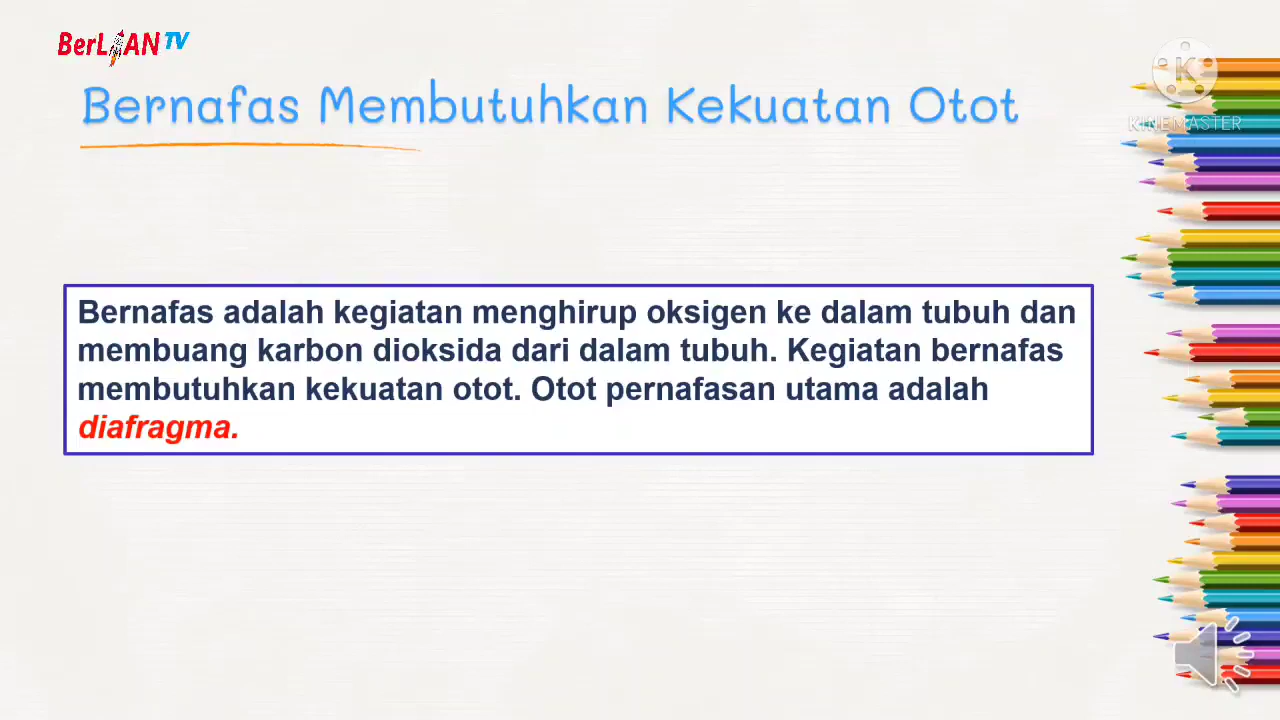 BerLIAN TV
Bernafas Membutuhkan Kekuatan Otot
K
KINEMASTER
Bernafas adalah kegiatan menghirup oksigen ke dalam tubuh dan
membuang karbon dioksida dari dalam tubuh. Kegiatan bernafas
membutuhkan kekuatan otot. Otot pernafasan utama adalah
diafragma.